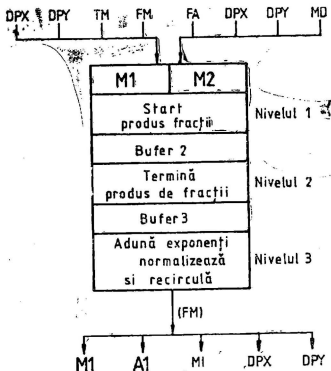 DPX DPY TM FM FA DPX DPY MD
M1 M2
Start
produs fracții
Nivelul 1
Bufer 2
Termină
produs de fracții
Nivelul 2
Bufer 3
Adună exponenți
normalizează
si recirculă
Nivelul 3
(FM)
M1 A1 MI DPX DPY